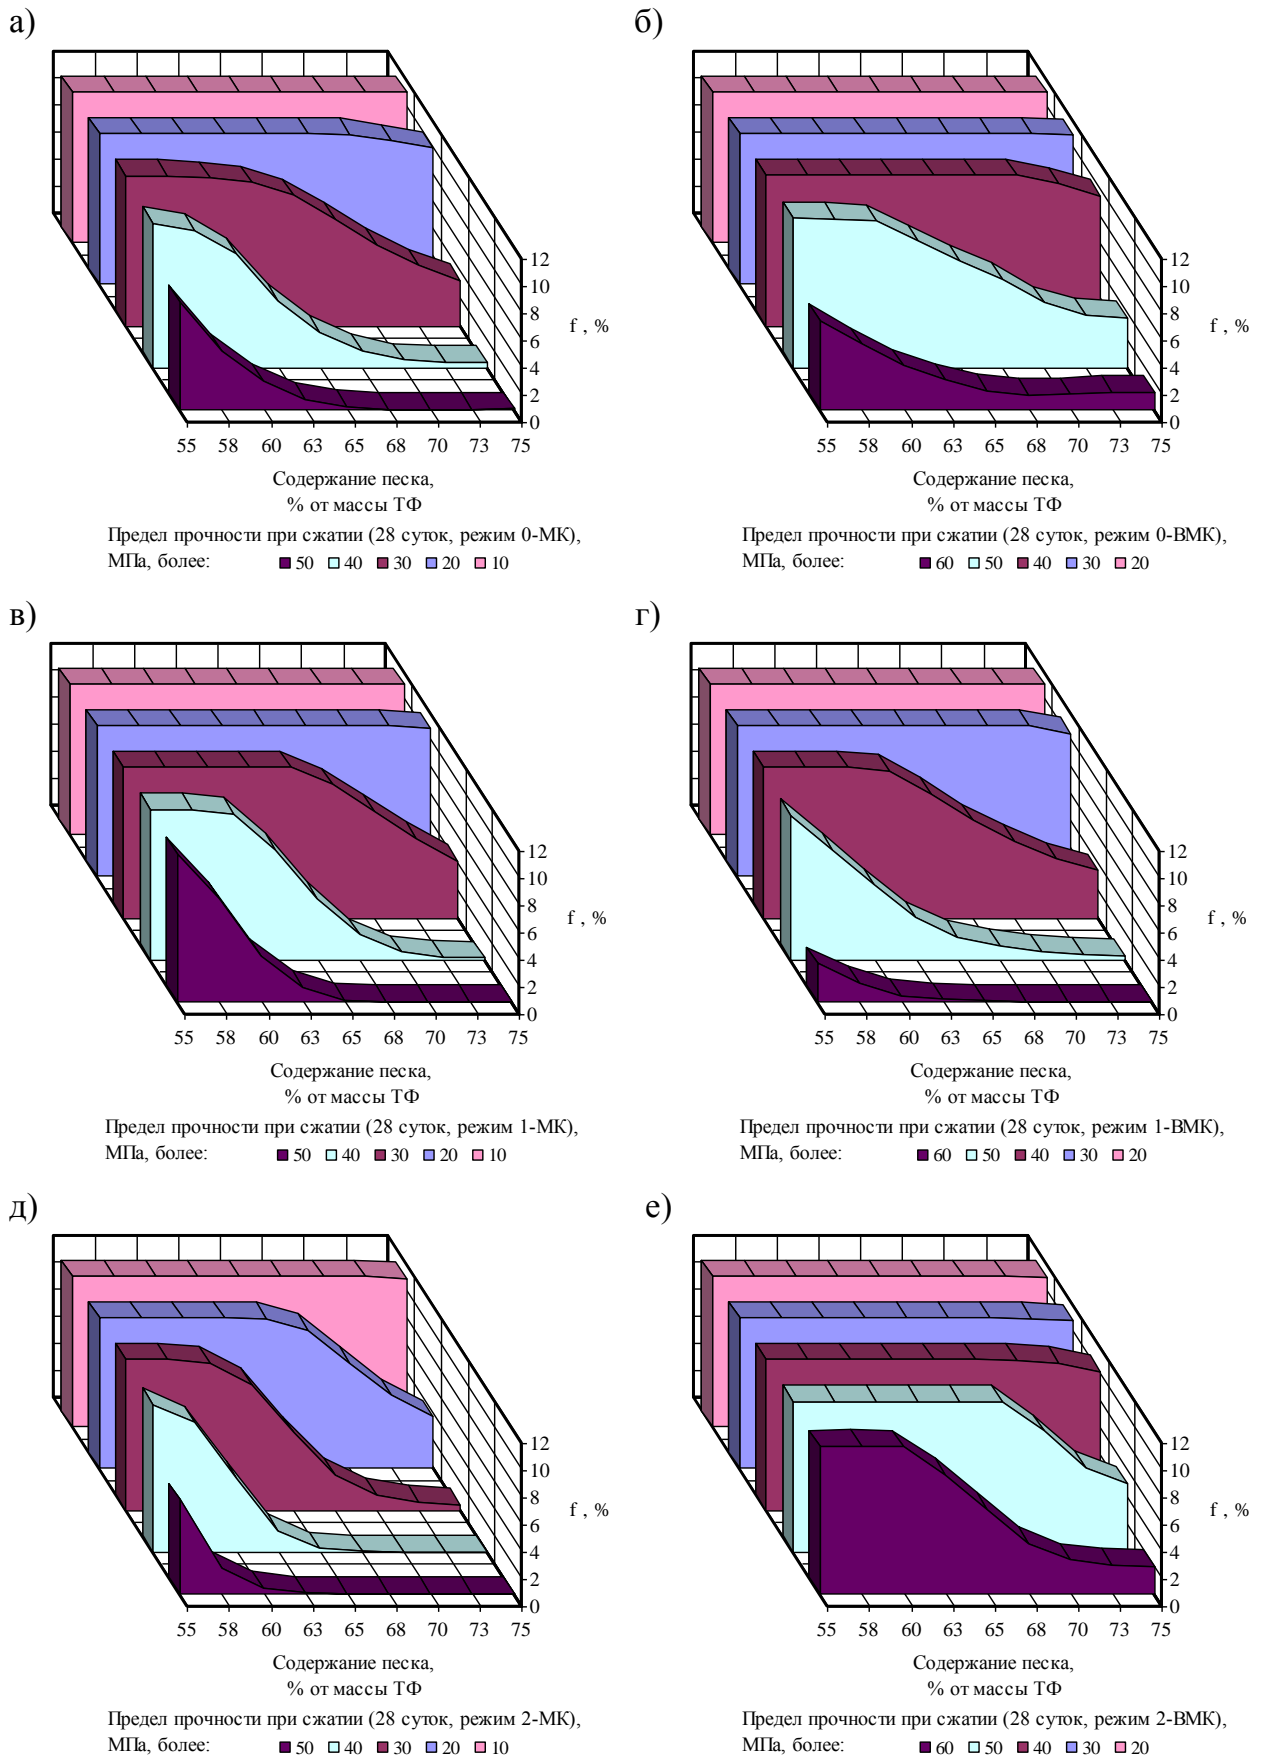 а)
12
10
8
6
4
2
0
f , %
55 58 60 63 65 68 70 73 75
Содержание песка,
% от массы ТФ
Предел прочности при сжатии (28 суток, режим 0-МК),
МПа, более: 50 40 30 20 10
б)
12
10
8
6
4
2
0
f , %
55 58 60 63 65 68 70 73 75
Содержание песка,
% от массы ТФ
Предел прочности при сжатии (28 суток, режим 0-ВМК),
МПа, более: 60 50 40 30 20
в)
12
10
8
6
4
2
0
f , %
55 58 60 63 65 68 70 73 75
Содержание песка,
% от массы ТФ
Предел прочности при сжатии (28 суток, режим 1-МК),
МПа, более: 50 40 30 20 10
г)
12
10
8
6
4
2
0
f , %
55 58 60 63 65 68 70 73 75
Содержание песка,
% от массы ТФ
Предел прочности при сжатии (28 суток, режим 1-ВМК),
МПа, более: 60 50 40 30 20
д)
12
10
8
6
4
2
0
f , %
55 58 60 63 65 68 70 73 75
Содержание песка,
% от массы ТФ
Предел прочности при сжатии (28 суток, режим 2-МК),
МПа, более: 50 40 30 20 10
е)
12
10
8
6
4
2
0
f , %
55 58 60 63 65 68 70 73 75
Содержание песка,
% от массы ТФ
Предел прочности при сжатии (28 суток, режим 2-ВМК),
МПа, более: 60 50 40 30 20